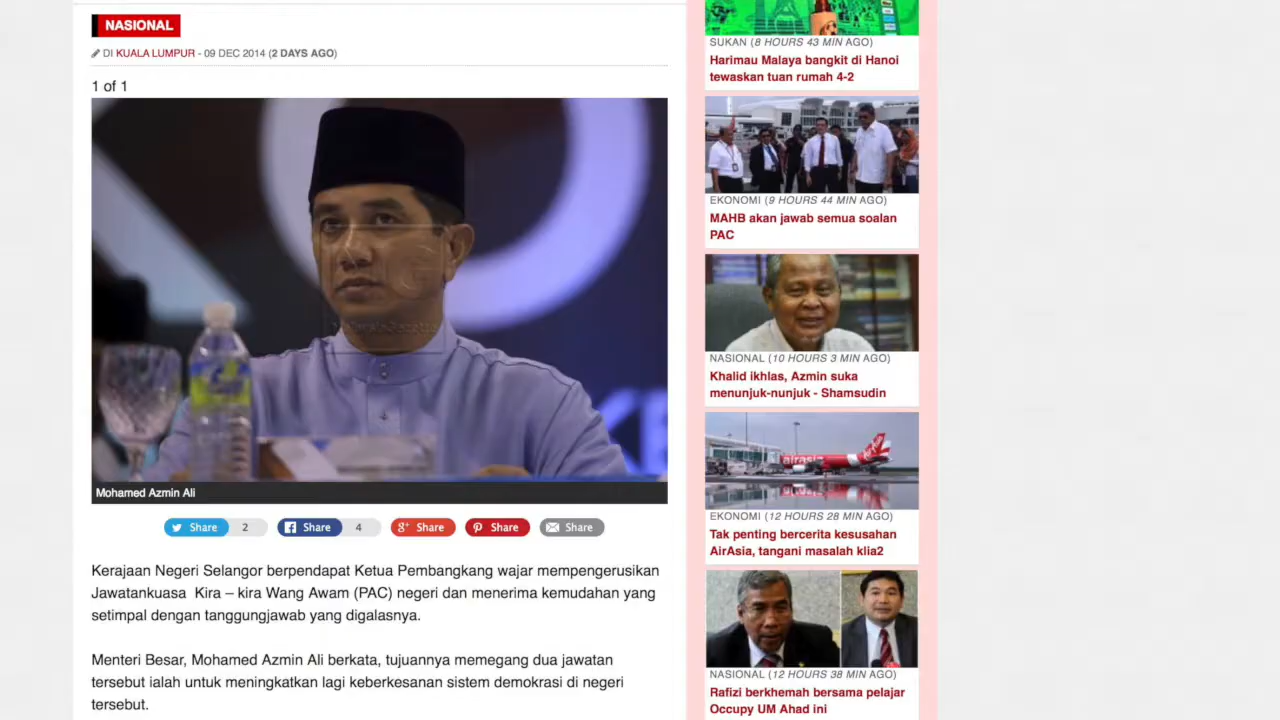 NASIONAL
DI KUALA LUMPUR - 09 DEC 2014 (2 DAYS AGO)
1 of 1
MalaysiaGazette
Mohamed Azmin Ali
Share 2
Share 4
Share
Share
Share
Kerajaan Negeri Selangor berpendapat Ketua Pembangkang wajar mempengerusikan
Jawatankuasa Kira – kira Wang Awam (PAC) negeri dan menerima kemudahan yang
setimpal dengan tanggungjawab yang digalasnya.
Menteri Besar, Mohamed Azmin Ali berkata, tujuannya memegang dua jawatan
tersebut ialah untuk meningkatkan lagi keberkesanan sistem demokrasi di negeri
tersebut.
SUKAN (8 HOURS 43 MIN AGO)
Harimau Malaya bangkit di Hanoi
tewaskan tuan rumah 4-2
EKONOMI (9 HOURS 44 MIN AGO)
MAHB akan jawab semua soalan
PAC
NASIONAL (10 HOURS 3 MIN AGO)
Khalid ikhlas, Azmin suka
menunjuk-nunjuk - Shamsudin
airasia
EKONOMI (12 HOURS 28 MIN AGO)
Tak penting bercerita kesusahan
AirAsia, tangani masalah klia2
NASIONAL (12 HOURS 38 MIN AGO)
Rafizi berkhemah bersama pelajar
Occupy UM Ahad ini